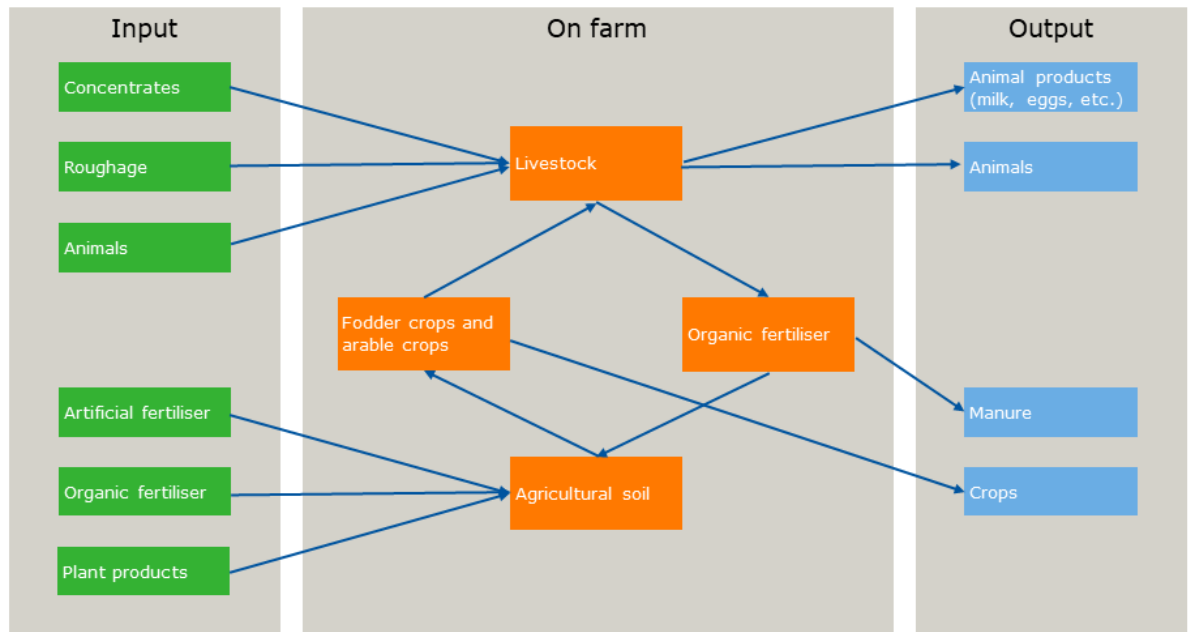 Input
On farm
Output
Concentrates
Roughage
Animals
Artificial fertiliser
Organic fertiliser
Plant products
Livestock
Fodder crops and
arable crops
Organic fertiliser
Agricultural soil
Animal products
(milk, eggs, etc.)
Animals
Manure
Crops